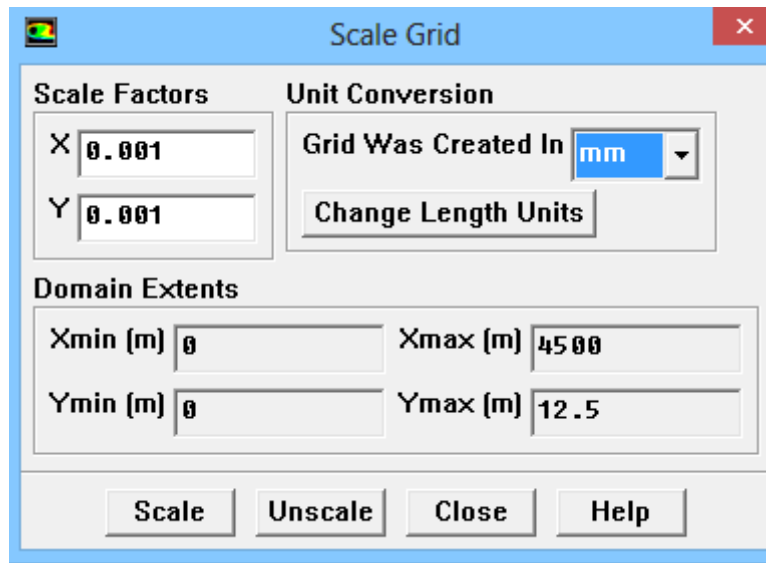 Scale Grid
Scale Factors
X 0.001
Y 0.001
Unit Conversion
Grid Was Created In mm
Change Length Units
Domain Extents
Xmin (m) 0 Xmax (m) 4500
Ymin (m) 0 Ymax (m) 12.5
Scale Unscale Close Help